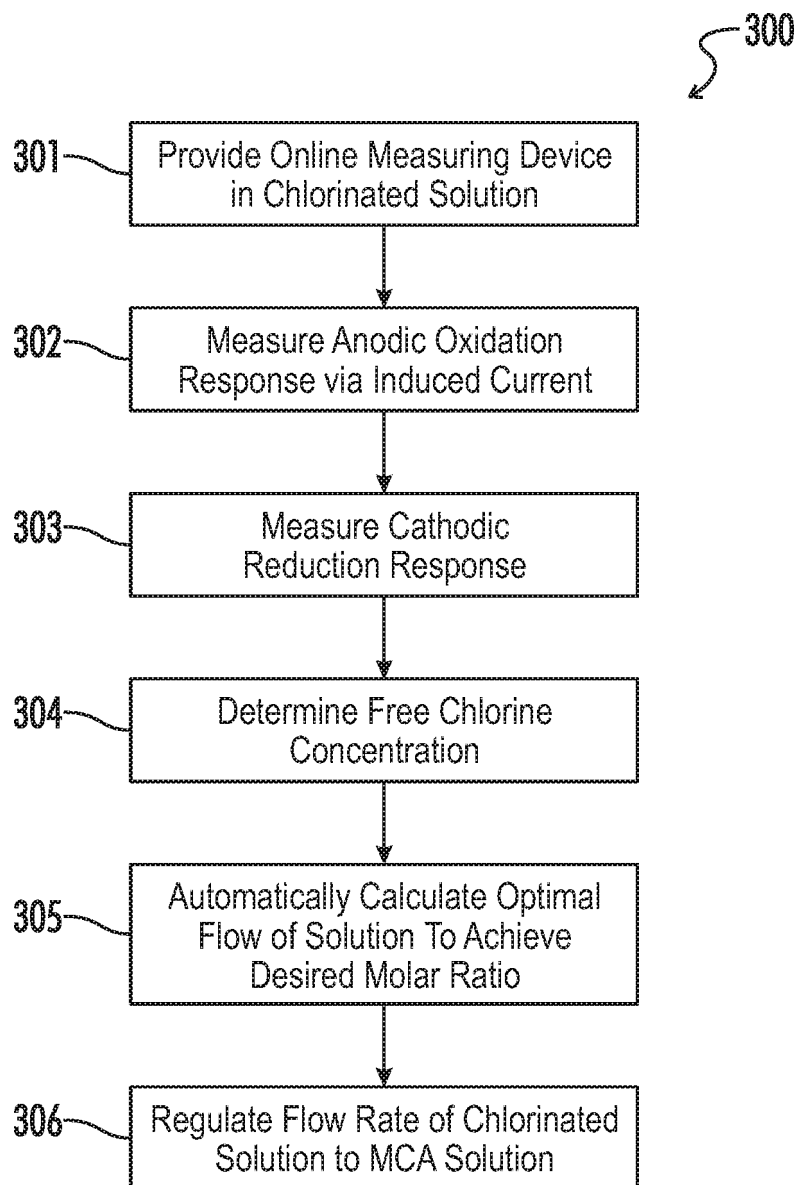 300
301
Provide Online Measuring Device
in Chlorinated Solution
302
Measure Anodic Oxidation
Response via Induced Current
303
Measure Cathodic
Reduction Response
304
Determine Free Chlorine
Concentration
305
Automatically Calculate Optimal
Flow of Solution To Achieve
Desired Molar Ratio
306
Regulate Flow Rate of Chlorinated
Solution to MCA Solution